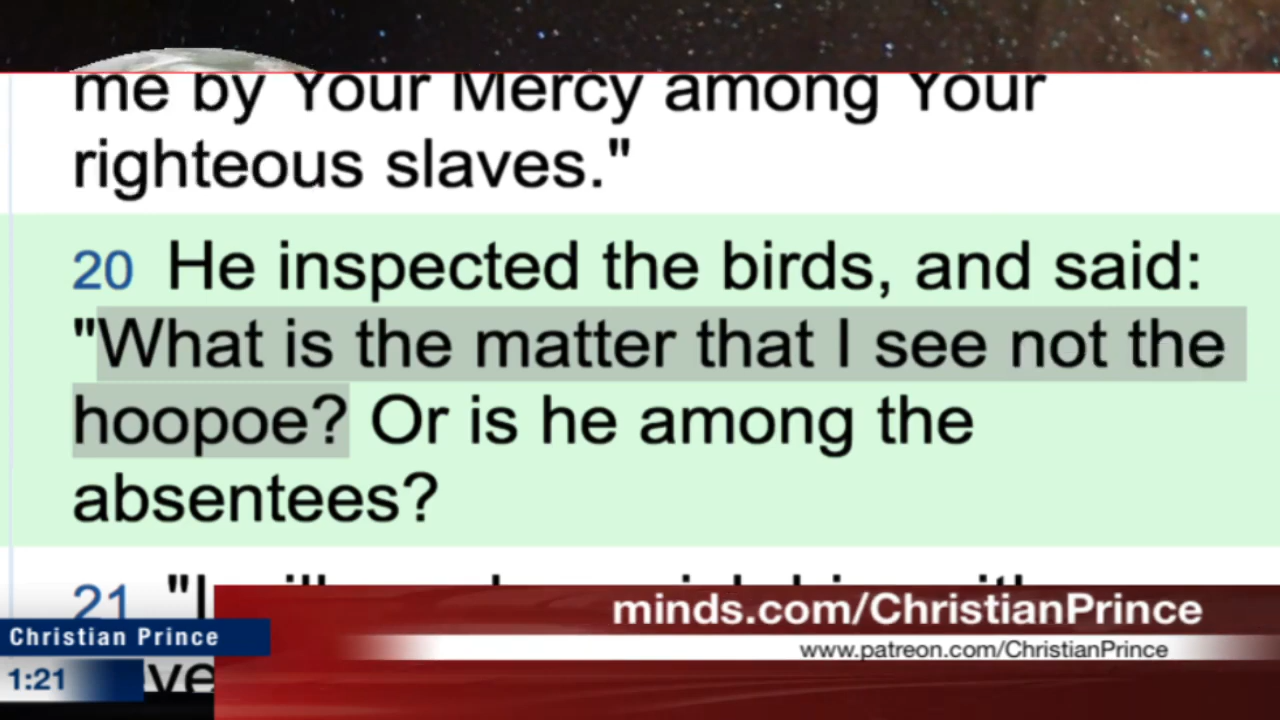 me by Your Mercy among Your
righteous slaves."
20 He inspected the birds, and said:
"What is the matter that I see not the
hoopoe? Or is he among the
absentees?
21 "I
minds.com/ChristianPrince
Christian Prince
www.patreon.com/ChristianPrince
1:21